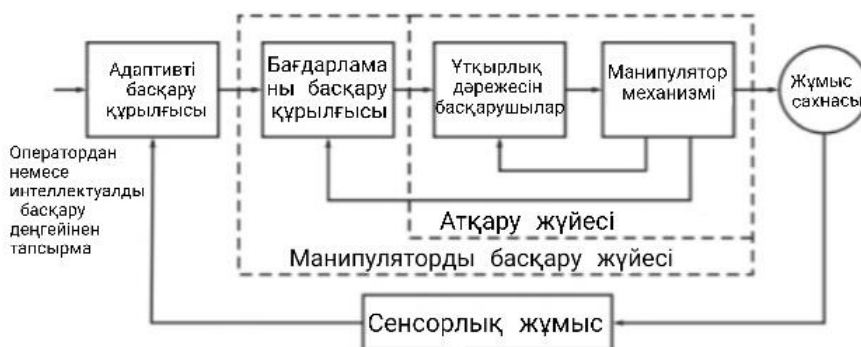 Адаптивті
басқару
құрылғысы
Бағдарлама
ны басқару
құрылғысы
Ұтқырлық
дәрежесін
басқарушылар
Манипулятор
механизмі
Жұмыс
сахнасы
Оператордан
немесе
интеллектуалды
басқару
деңгейінен
тапсырма
Атқару жүйесі
Манипуляторды басқару жүйесі
Сенсорлық жұмыс